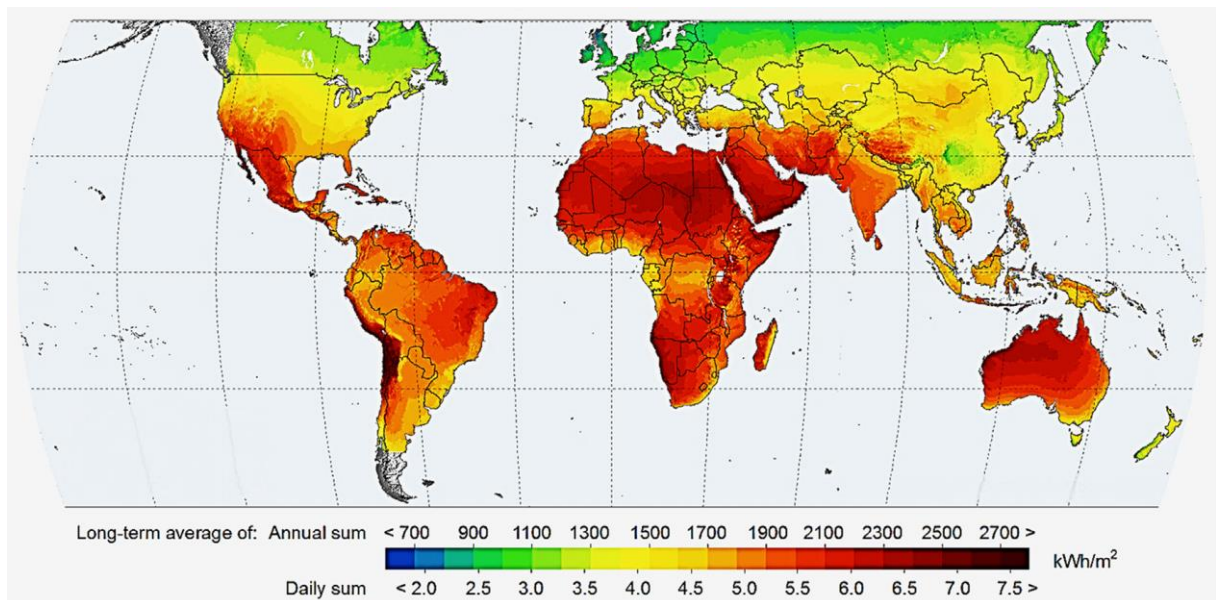 Long-term average of: Annual sum < 700 900 1100 1300 1500 1700 1900 2100 2300 2500 2700 >
kWh/m²
Daily sum < 2.0 2.5 3.0 3.5 4.0 4.5 5.0 5.5 6.0 6.5 7.0 7.5 >